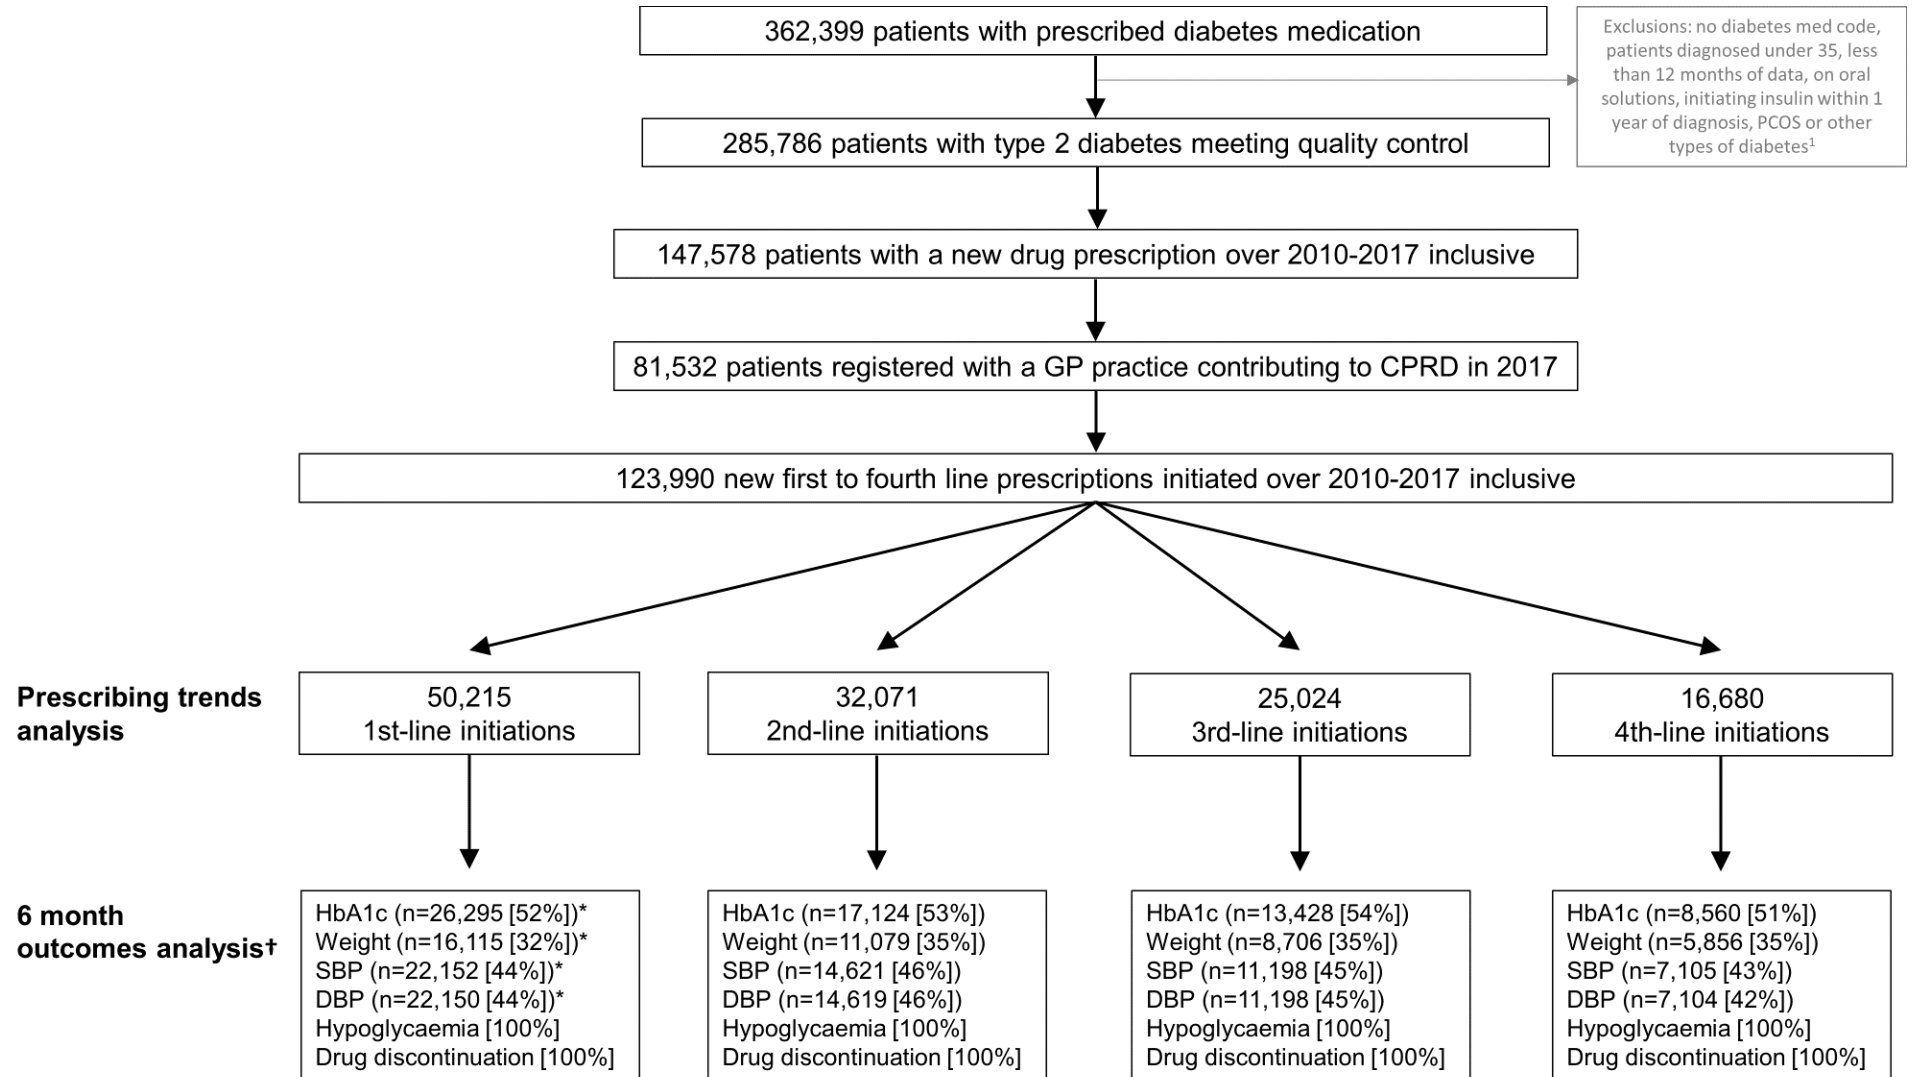 362,399 patients with prescribed diabetes medication
Exclusions: no diabetes med code,
patients diagnosed under 35, less
than 12 months of data, on oral
solutions, initiating insulin within 1
year of diagnosis, PCOS or other
types of diabetes¹
285,786 patients with type 2 diabetes meeting quality control
147,578 patients with a new drug prescription over 2010-2017 inclusive
81,532 patients registered with a GP practice contributing to CPRD in 2017
123,990 new first to fourth line prescriptions initiated over 2010-2017 inclusive
Prescribing trends
analysis
50,215
1st-line initiations
32,071
2nd-line initiations
25,024
3rd-line initiations
16,680
4th-line initiations
6 month
outcomes analysis†
HbA1c (n=26,295 [52%])*
Weight (n=16,115 [32%])*
SBP (n=22,152 [44%])*
DBP (n=22,150 [44%])*
Hypoglycaemia [100%]
Drug discontinuation [100%]
HbA1c (n=17,124 [53%])
Weight (n=11,079 [35%])
SBP (n=14,621 [46%])
DBP (n=14,619 [46%])
Hypoglycaemia [100%]
Drug discontinuation [100%]
HbA1c (n=13,428 [54%])
Weight (n=8,706 [35%])
SBP (n=11,198 [45%])
DBP (n=11,198 [45%])
Hypoglycaemia [100%]
Drug discontinuation [100%]
HbA1c (n=8,560 [51%])
Weight (n=5,856 [35%])
SBP (n=7,105 [43%])
DBP (n=7,104 [42%])
Hypoglycaemia [100%]
Drug discontinuation [100%]